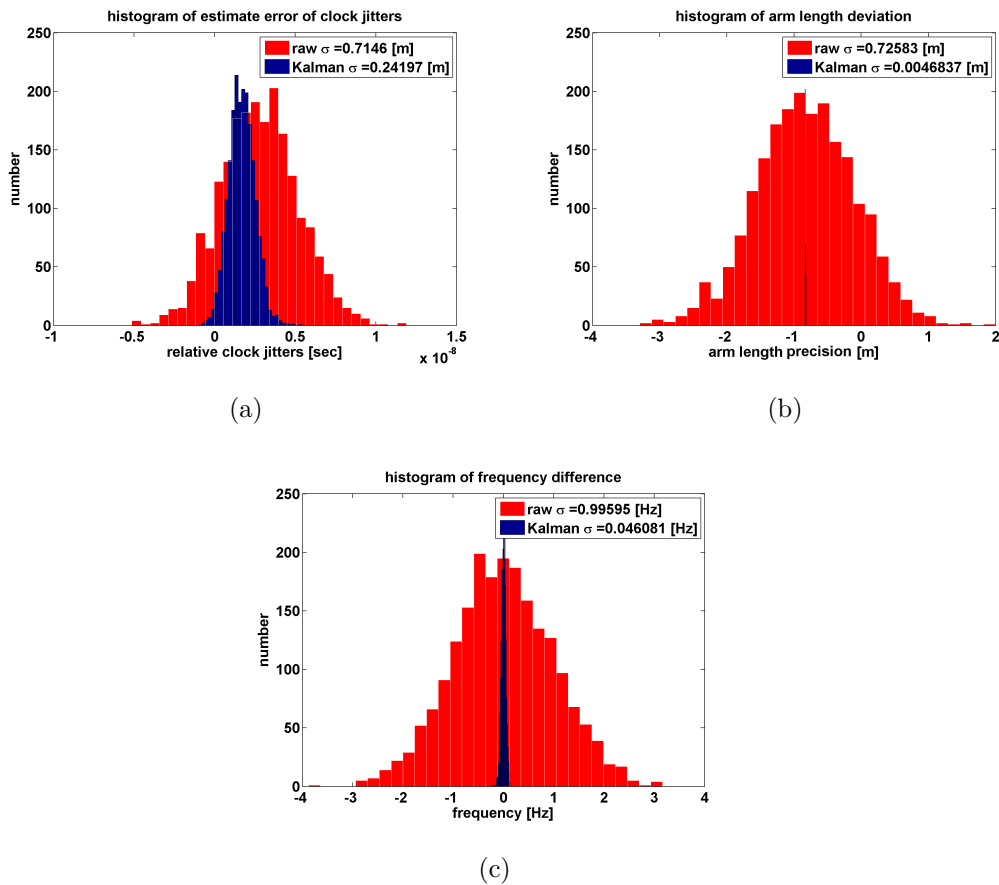 histogram of estimate error of clock jitters
250
200
150
100
50
0
number
raw σ =0.7146 [m]
Kalman σ =0.24197 [m]
-1 -0.5 0 0.5 1 1.5
x 10^-8
relative clock jitters [sec]
(a)
histogram of arm length deviation
250
200
150
100
50
0
number
raw σ =0.72583 [m]
Kalman σ =0.0046837 [m]
-4 -3 -2 -1 0 1 2
arm length precision [m]
(b)
histogram of frequency difference
250
200
150
100
50
0
number
raw σ =0.99595 [Hz]
Kalman σ =0.046081 [Hz]
-4 -3 -2 -1 0 1 2 3 4
frequency [Hz]
(c)